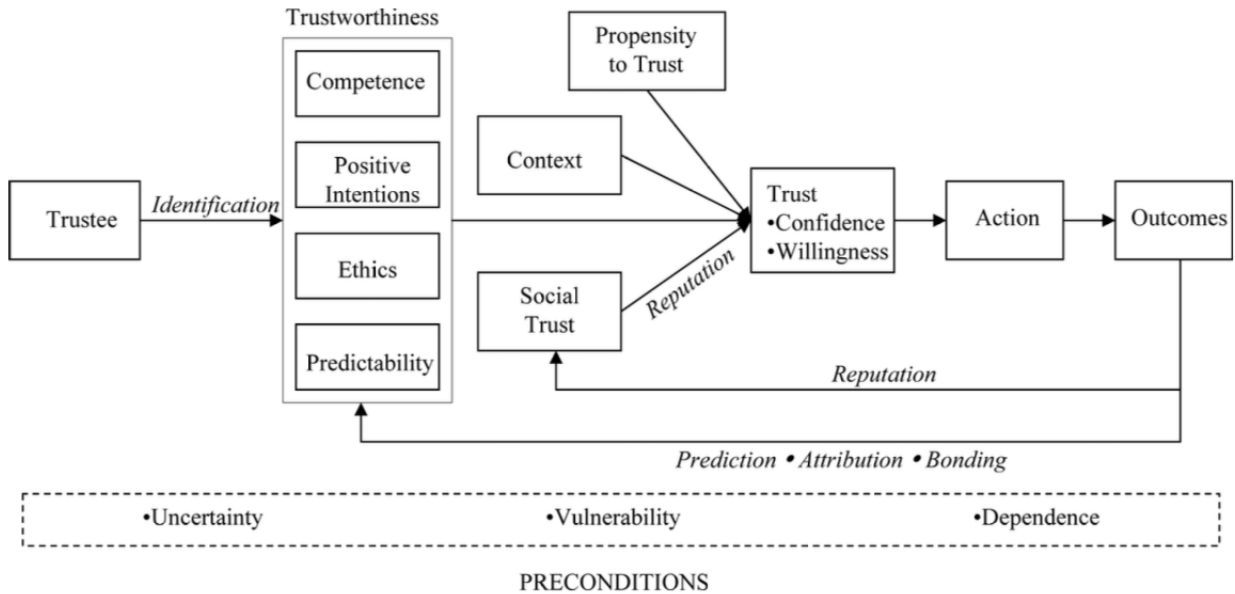 Trustworthiness
Competence
Positive
Intentions
Ethics
Predictability
Trustee
Identification
Propensity
to Trust
Context
Social
Trust
Reputation
Trust
•Confidence
•Willingness
Action
Outcomes
Reputation
Prediction • Attribution • Bonding
•Uncertainty
•Vulnerability
•Dependence
PRECONDITIONS